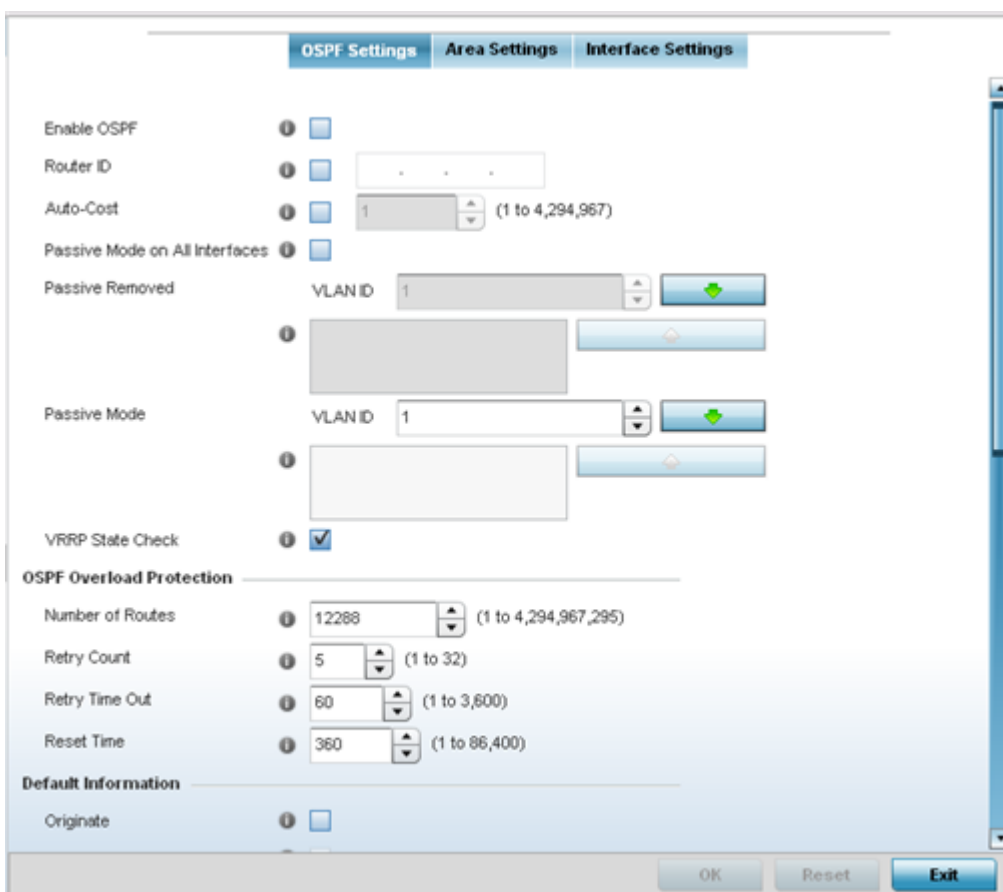 OSPF Settings Area Settings Interface Settings
Enable OSPF
Router ID . . .
Auto-Cost 1 (1 to 4,294,967)
Passive Mode on All Interfaces
Passive Removed VLAN ID 1
Passive Mode VLAN ID 1
VRRP State Check
OSPF Overload Protection
Number of Routes 12288 (1 to 4,294,967,295)
Retry Count 5 (1 to 32)
Retry Time Out 60 (1 to 3,600)
Reset Time 360 (1 to 86,400)
Default Information
Originate
OK Reset Exit